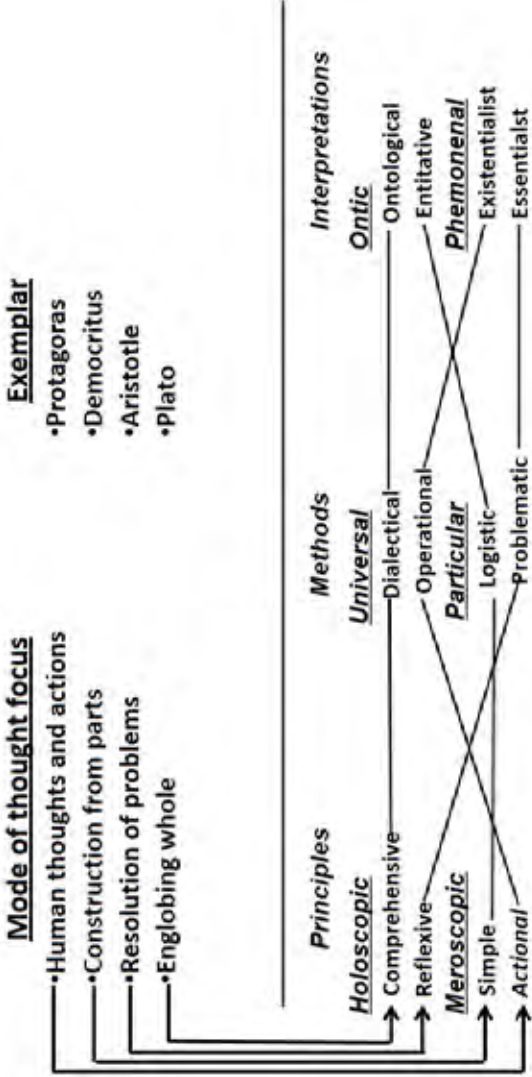 Mode of thought focus Exemplar
•Human thoughts and actions •Protagoras
•Construction from parts •Democritus
•Resolution of problems •Aristotle
•Englobing whole •Plato
Principles Methods Interpretations
Holoscopic Universal Ontic
Comprehensive Dialectical Ontological
Reflexive Operational Entitative
Meroscopic Particular Phemonenal
Simple Logistic Existentialist
Actional Problematic Essentialst